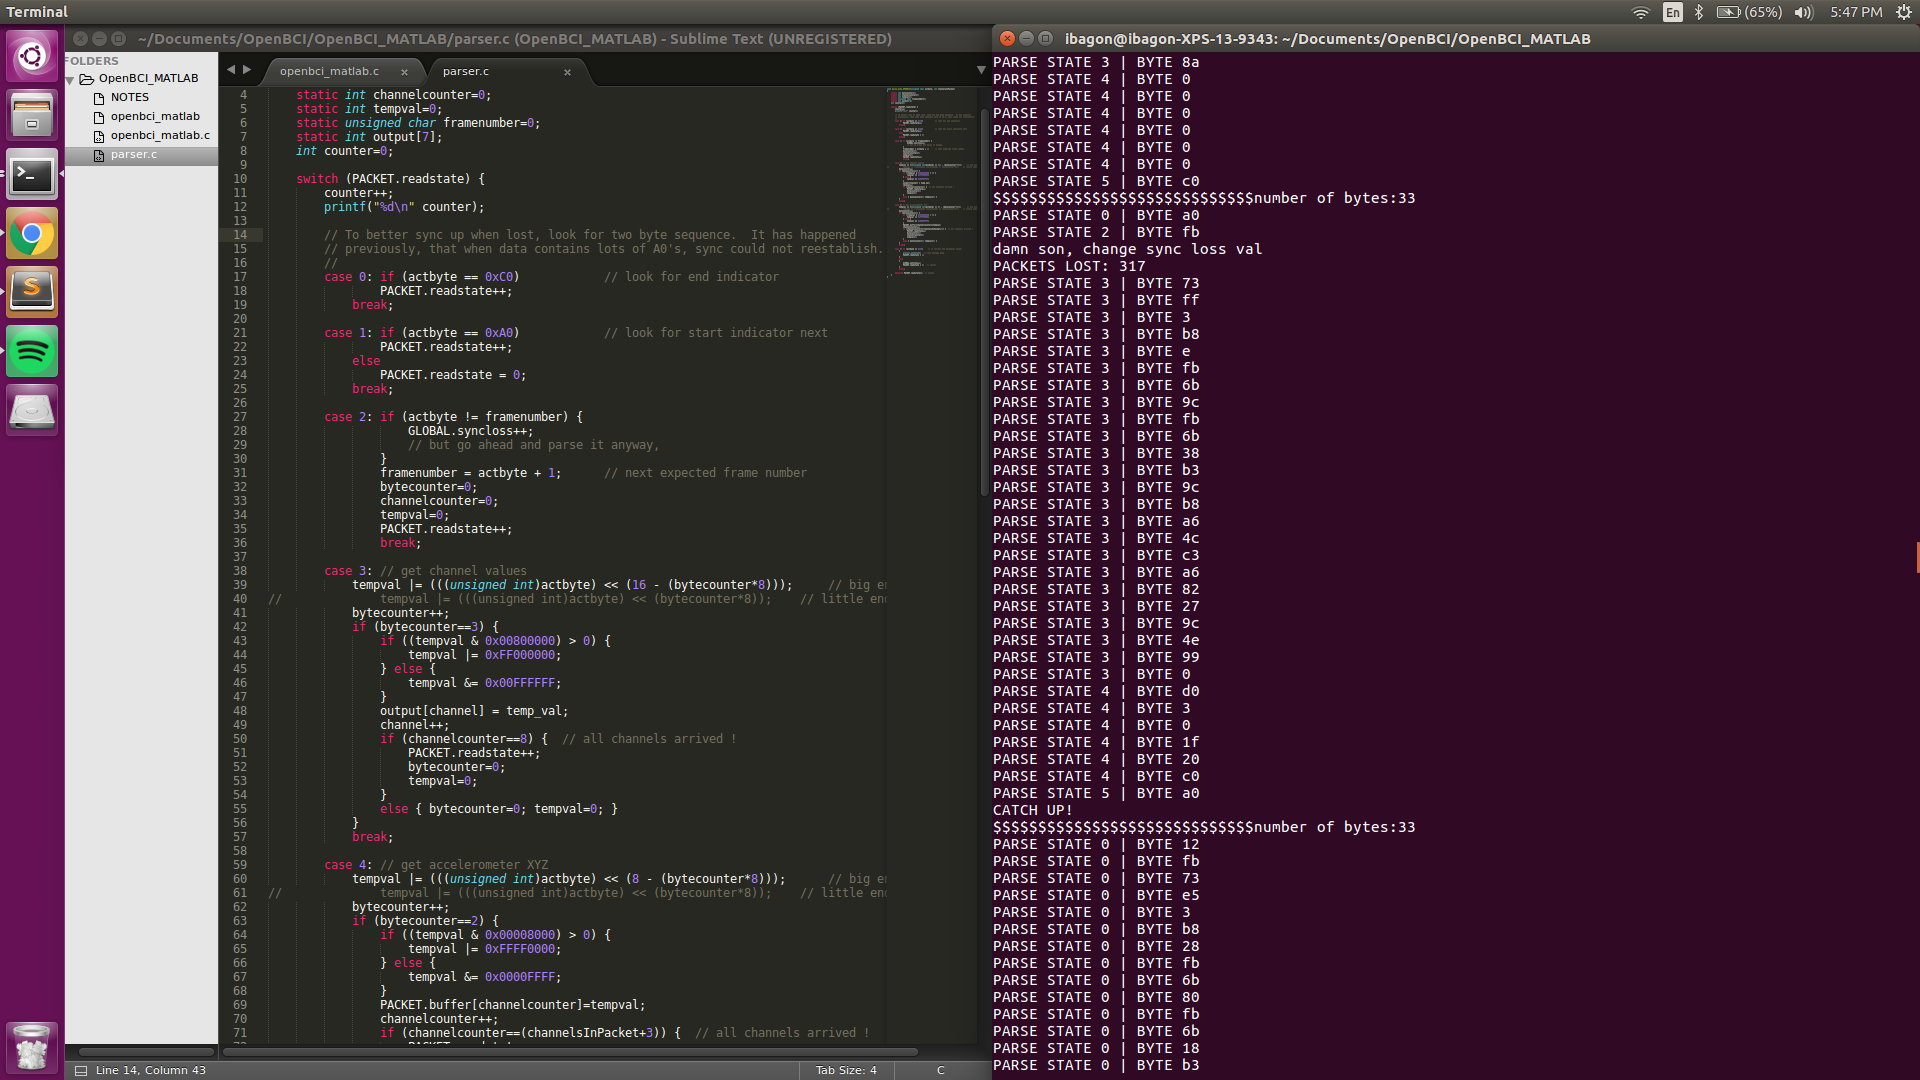 Terminal
En
(65%)
5:47 PM
~/Documents/OpenBCI/OpenBCI_MATLAB/parser.c (OpenBCI_MATLAB) - Sublime Text (UNREGISTERED)
FOLDERS
OpenBCI_MATLAB
NOTES
openbci_matlab
openbci_matlab.c
parser.c
openbci_matlab.c ×
parser.c ×
4 static int channelcounter=0;
5 static int tempval=0;
6 static unsigned char framenumber=0;
7 static int output[7];
8 int counter=0;
9
10 switch (PACKET.readstate) {
11 counter++;
12 printf("%d\n" counter);
13
14 // To better sync up when lost, look for two byte sequence.  It has happened
15 // previously, that when data contains lots of A0's, sync could not reestablish.
16 //
17 case 0: if (actbyte == 0xC0) // look for end indicator
18 PACKET.readstate++;
19 break;
20
21 case 1: if (actbyte == 0xA0) // look for start indicator next
22 PACKET.readstate++;
23 else
24 PACKET.readstate = 0;
25 break;
26
27 case 2: if (actbyte != framenumber) {
28 GLOBAL.syncloss++;
29 // but go ahead and parse it anyway,
30 }
31 framenumber = actbyte + 1; // next expected frame number
32 bytecounter=0;
33 channelcounter=0;
34 tempval=0;
35 PACKET.readstate++;
36 break;
37
38 case 3: // get channel values
39 tempval |= (((unsigned int)actbyte) << (16 - (bytecounter*8))); // big en
40 // tempval |= (((unsigned int)actbyte) << (bytecounter*8)); // little end
41 bytecounter++;
42 if (bytecounter==3) {
43 if ((tempval & 0x00800000) > 0) {
44 tempval |= 0xFF000000;
45 } else {
46 tempval &= 0x00FFFFFF;
47 }
48 output[channel] = temp_val;
49 channel++;
50 if (channelcounter==8) {  // all channels arrived !
51 PACKET.readstate++;
52 bytecounter=0;
53 tempval=0;
54 }
55 else { bytecounter=0; tempval=0; }
56 }
57 break;
58
59 case 4: // get accelerometer XYZ
60 tempval |= (((unsigned int)actbyte) << (8 - (bytecounter*8))); // big en
61 // tempval |= (((unsigned int)actbyte) << (bytecounter*8)); // little end
62 bytecounter++;
63 if (bytecounter==2) {
64 if ((tempval & 0x00008000) > 0) {
65 tempval |= 0xFFFF0000;
66 } else {
67 tempval &= 0x0000FFFF;
68 }
69 PACKET.buffer[channelcounter]=tempval;
70 channelcounter++;
71 if (channelcounter==(channelsInPacket+3)) {  // all channels arrived !
Line 14, Column 43
Tab Size: 4
C
ibagon@ibagon-XPS-13-9343: ~/Documents/OpenBCI/OpenBCI_MATLAB
PARSE STATE 3 | BYTE 8a
PARSE STATE 4 | BYTE 0
PARSE STATE 4 | BYTE 0
PARSE STATE 4 | BYTE 0
PARSE STATE 4 | BYTE 0
PARSE STATE 4 | BYTE 0
PARSE STATE 4 | BYTE 0
PARSE STATE 5 | BYTE c0
$$$$$$$$$$$$$$$$$$$$$$$$$$$$$number of bytes:33
PARSE STATE 0 | BYTE a0
PARSE STATE 2 | BYTE fb
damn son, change sync loss val
PACKETS LOST: 317
PARSE STATE 3 | BYTE 73
PARSE STATE 3 | BYTE ff
PARSE STATE 3 | BYTE 3
PARSE STATE 3 | BYTE b8
PARSE STATE 3 | BYTE e
PARSE STATE 3 | BYTE fb
PARSE STATE 3 | BYTE 6b
PARSE STATE 3 | BYTE 9c
PARSE STATE 3 | BYTE fb
PARSE STATE 3 | BYTE 6b
PARSE STATE 3 | BYTE 38
PARSE STATE 3 | BYTE b3
PARSE STATE 3 | BYTE 9c
PARSE STATE 3 | BYTE b8
PARSE STATE 3 | BYTE a6
PARSE STATE 3 | BYTE 4c
PARSE STATE 3 | BYTE c3
PARSE STATE 3 | BYTE a6
PARSE STATE 3 | BYTE 82
PARSE STATE 3 | BYTE 27
PARSE STATE 3 | BYTE 9c
PARSE STATE 3 | BYTE 4e
PARSE STATE 3 | BYTE 99
PARSE STATE 3 | BYTE 0
PARSE STATE 4 | BYTE d0
PARSE STATE 4 | BYTE 3
PARSE STATE 4 | BYTE 0
PARSE STATE 4 | BYTE 1f
PARSE STATE 4 | BYTE 20
PARSE STATE 4 | BYTE c0
PARSE STATE 5 | BYTE a0
CATCH UP!
$$$$$$$$$$$$$$$$$$$$$$$$$$$$$number of bytes:33
PARSE STATE 0 | BYTE 12
PARSE STATE 0 | BYTE fb
PARSE STATE 0 | BYTE 73
PARSE STATE 0 | BYTE e5
PARSE STATE 0 | BYTE 3
PARSE STATE 0 | BYTE b8
PARSE STATE 0 | BYTE 28
PARSE STATE 0 | BYTE fb
PARSE STATE 0 | BYTE 6b
PARSE STATE 0 | BYTE 80
PARSE STATE 0 | BYTE fb
PARSE STATE 0 | BYTE 6b
PARSE STATE 0 | BYTE 18
PARSE STATE 0 | BYTE b3